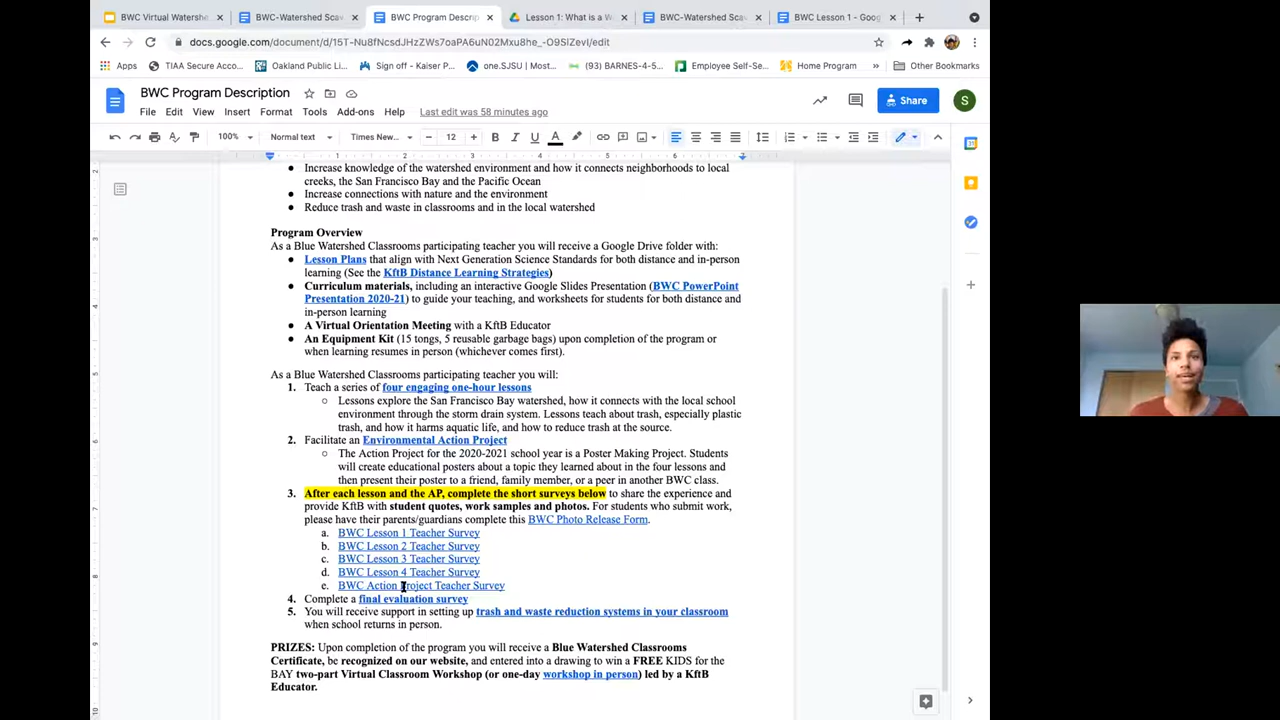 BWC Virtual Watershe
BWC-Watershed Scav
BWC Program Descrip
Lesson 1: What is a W
BWC-Watershed Scav
BWC Lesson 1 - Goog
docs.google.com/document/d/15T-Nu8fNcsdJHzZWs7oaPA6uN02Mxu8he_-O9SlZevI/edit
Apps
TIAA Secure Acco...
Oakland Public Li...
Sign off - Kaiser P...
one.SJSU | Most...
(93) BARNES-4-5...
Employee Self-Se...
Home Program
»
Other Bookmarks
BWC Program Description
File Edit View Insert Format Tools Add-ons Help Last edit was 58 minutes ago
Share
S
100% Normal text Times New... 12 B I U A
1 2 3 4 5 6 7
• Increase knowledge of the watershed environment and how it connects neighborhoods to local
creeks, the San Francisco Bay and the Pacific Ocean
• Increase connections with nature and the environment
• Reduce trash and waste in classrooms and in the local watershed
Program Overview
As a Blue Watershed Classrooms participating teacher you will receive a Google Drive folder with:
• Lesson Plans that align with Next Generation Science Standards for both distance and in-person
learning (See the KftB Distance Learning Strategies)
• Curriculum materials, including an interactive Google Slides Presentation (BWC PowerPoint
Presentation 2020-21) to guide your teaching, and worksheets for students for both distance and
in-person learning
• A Virtual Orientation Meeting with a KftB Educator
• An Equipment Kit (15 tongs, 5 reusable garbage bags) upon completion of the program or
when learning resumes in person (whichever comes first).
As a Blue Watershed Classrooms participating teacher you will:
1. Teach a series of four engaging one-hour lessons
○ Lessons explore the San Francisco Bay watershed, how it connects with the local school
environment through the storm drain system. Lessons teach about trash, especially plastic
trash, and how it harms aquatic life, and how to reduce trash at the source.
2. Facilitate an Environmental Action Project
○ The Action Project for the 2020-2021 school year is a Poster Making Project. Students
will create educational posters about a topic they learned about in the four lessons and
then present their poster to a friend, family member, or a peer in another BWC class.
3. After each lesson and the AP, complete the short surveys below to share the experience and
provide KftB with student quotes, work samples and photos. For students who submit work,
please have their parents/guardians complete this BWC Photo Release Form.
a. BWC Lesson 1 Teacher Survey
b. BWC Lesson 2 Teacher Survey
c. BWC Lesson 3 Teacher Survey
d. BWC Lesson 4 Teacher Survey
e. BWC Action Project Teacher Survey
4. Complete a final evaluation survey
5. You will receive support in setting up trash and waste reduction systems in your classroom
when school returns in person.
PRIZES: Upon completion of the program you will receive a Blue Watershed Classrooms
Certificate, be recognized on our website, and entered into a drawing to win a FREE KIDS for the
BAY two-part Virtual Classroom Workshop (or one-day workshop in person) led by a KftB
Educator.